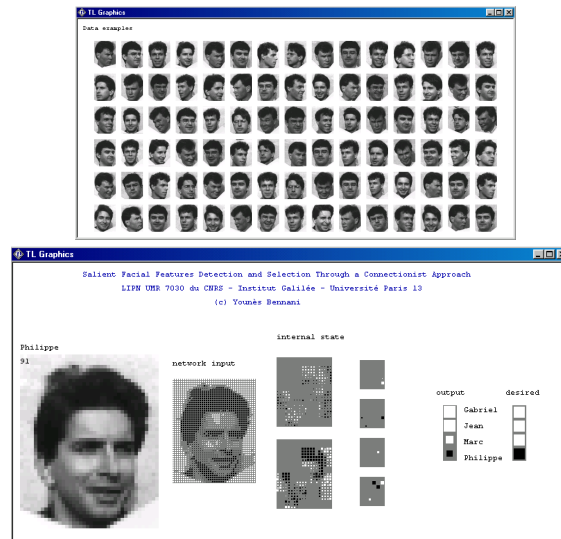 TL Graphics
Data examples
TL Graphics
Salient Facial Features Detection and Selection Through a Connectionist Approach
LIPN UMR 7030 du CNRS - Institut Galilée - Université Paris 13
(c) Younès Bennani
internal state
Philippe
91
network input
output desired
Gabriel
Jean
Marc
Philippe